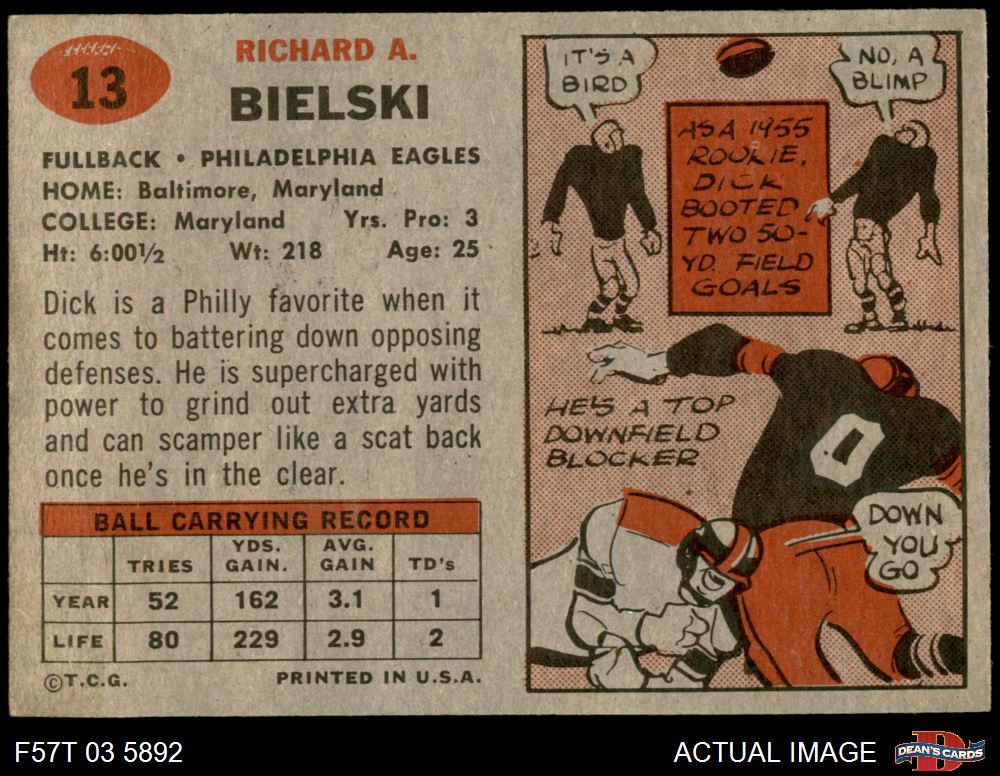 13
RICHARD A.
BIELSKI
FULLBACK • PHILADELPHIA EAGLES
HOME: Baltimore, Maryland
COLLEGE: Maryland Yrs. Pro: 3
Ht: 6:00½ Wt: 218 Age: 25
Dick is a Philly favorite when it
comes to battering down opposing
defenses. He is supercharged with
power to grind out extra yards
and can scamper like a scat back
once he's in the clear.
BALL CARRYING RECORD
TRIES YDS. GAIN. AVG. GAIN TD's
YEAR 52 162 3.1 1
LIFE 80 229 2.9 2
©T.C.G. PRINTED IN U.S.A.
IT'S A
BIRD
NO, A
BLIMP
AS A 1955
ROOKIE,
DICK
BOOTED
TWO 50-
YD. FIELD
GOALS
HE'S A TOP
DOWNFIELD
BLOCKER
0
DOWN
YOU
GO
F57T 03 5892
ACTUAL IMAGE
DEAN'S CARDS